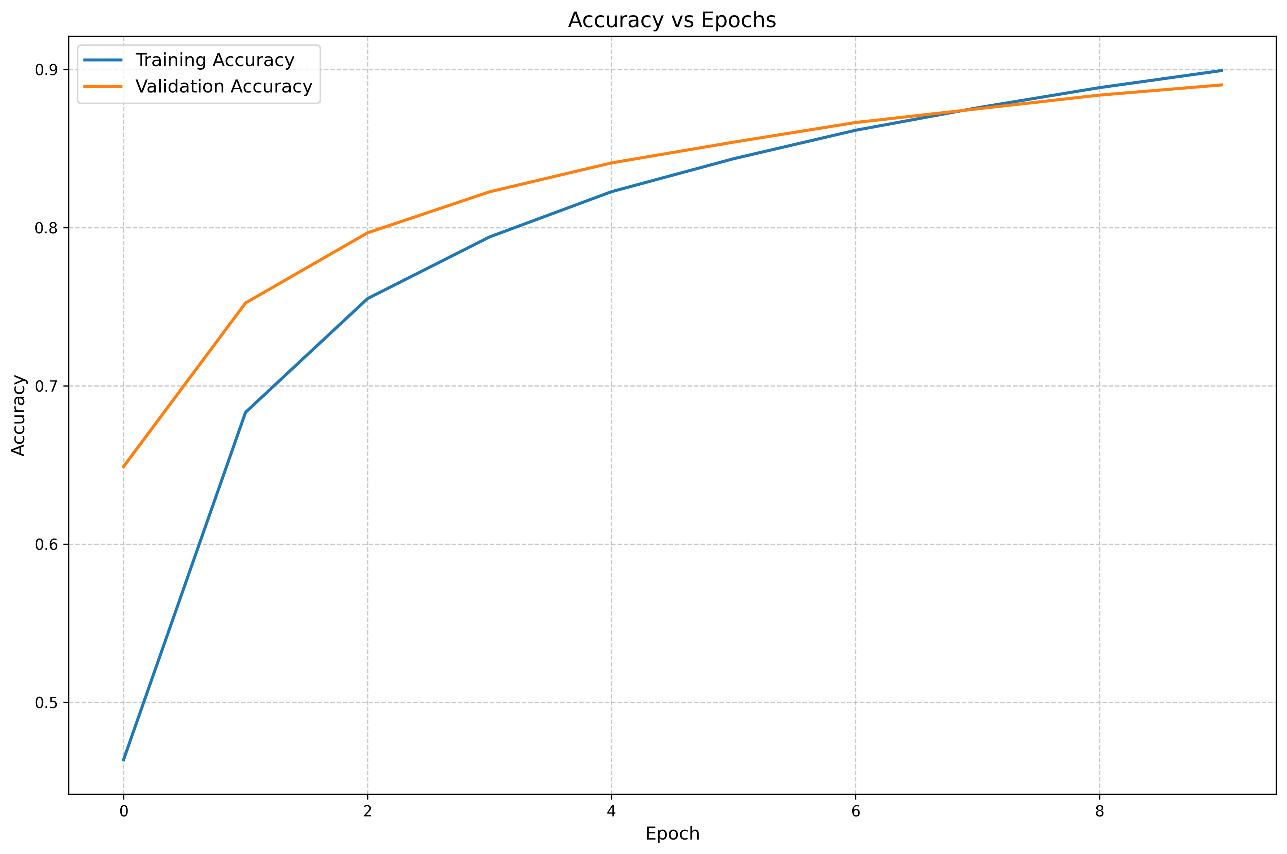 Accuracy vs Epochs
Training Accuracy
Validation Accuracy
0.9
0.8
0.7
0.6
0.5
Accuracy
0 2 4 6 8
Epoch